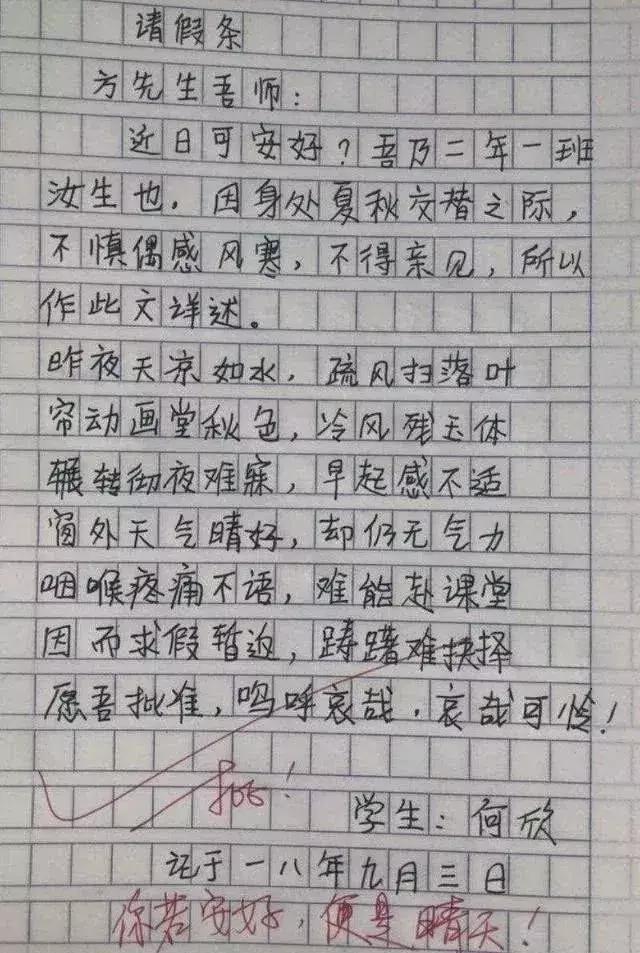 请假条
方先生吾师：
近日可安好？吾乃二年一班
汝生也．因身处夏秋交替之际，
不慎偶感风寒，不得亲见，所以
作此文详述。
昨夜天凉如水．疏风扫落叶
帘动画堂秋色，冷风残玉体
辗转彻夜难寐，早起感不适
窗外天气晴好，却仍无气力
咽喉疼痛不语，难能赴课堂
因而求假暂返，踌躇难抉择
愿吾批准，呜呼哀哉．哀哉可怜！
批！
学生：何欣
记于一八年九月三日
你若安好，便是晴天！